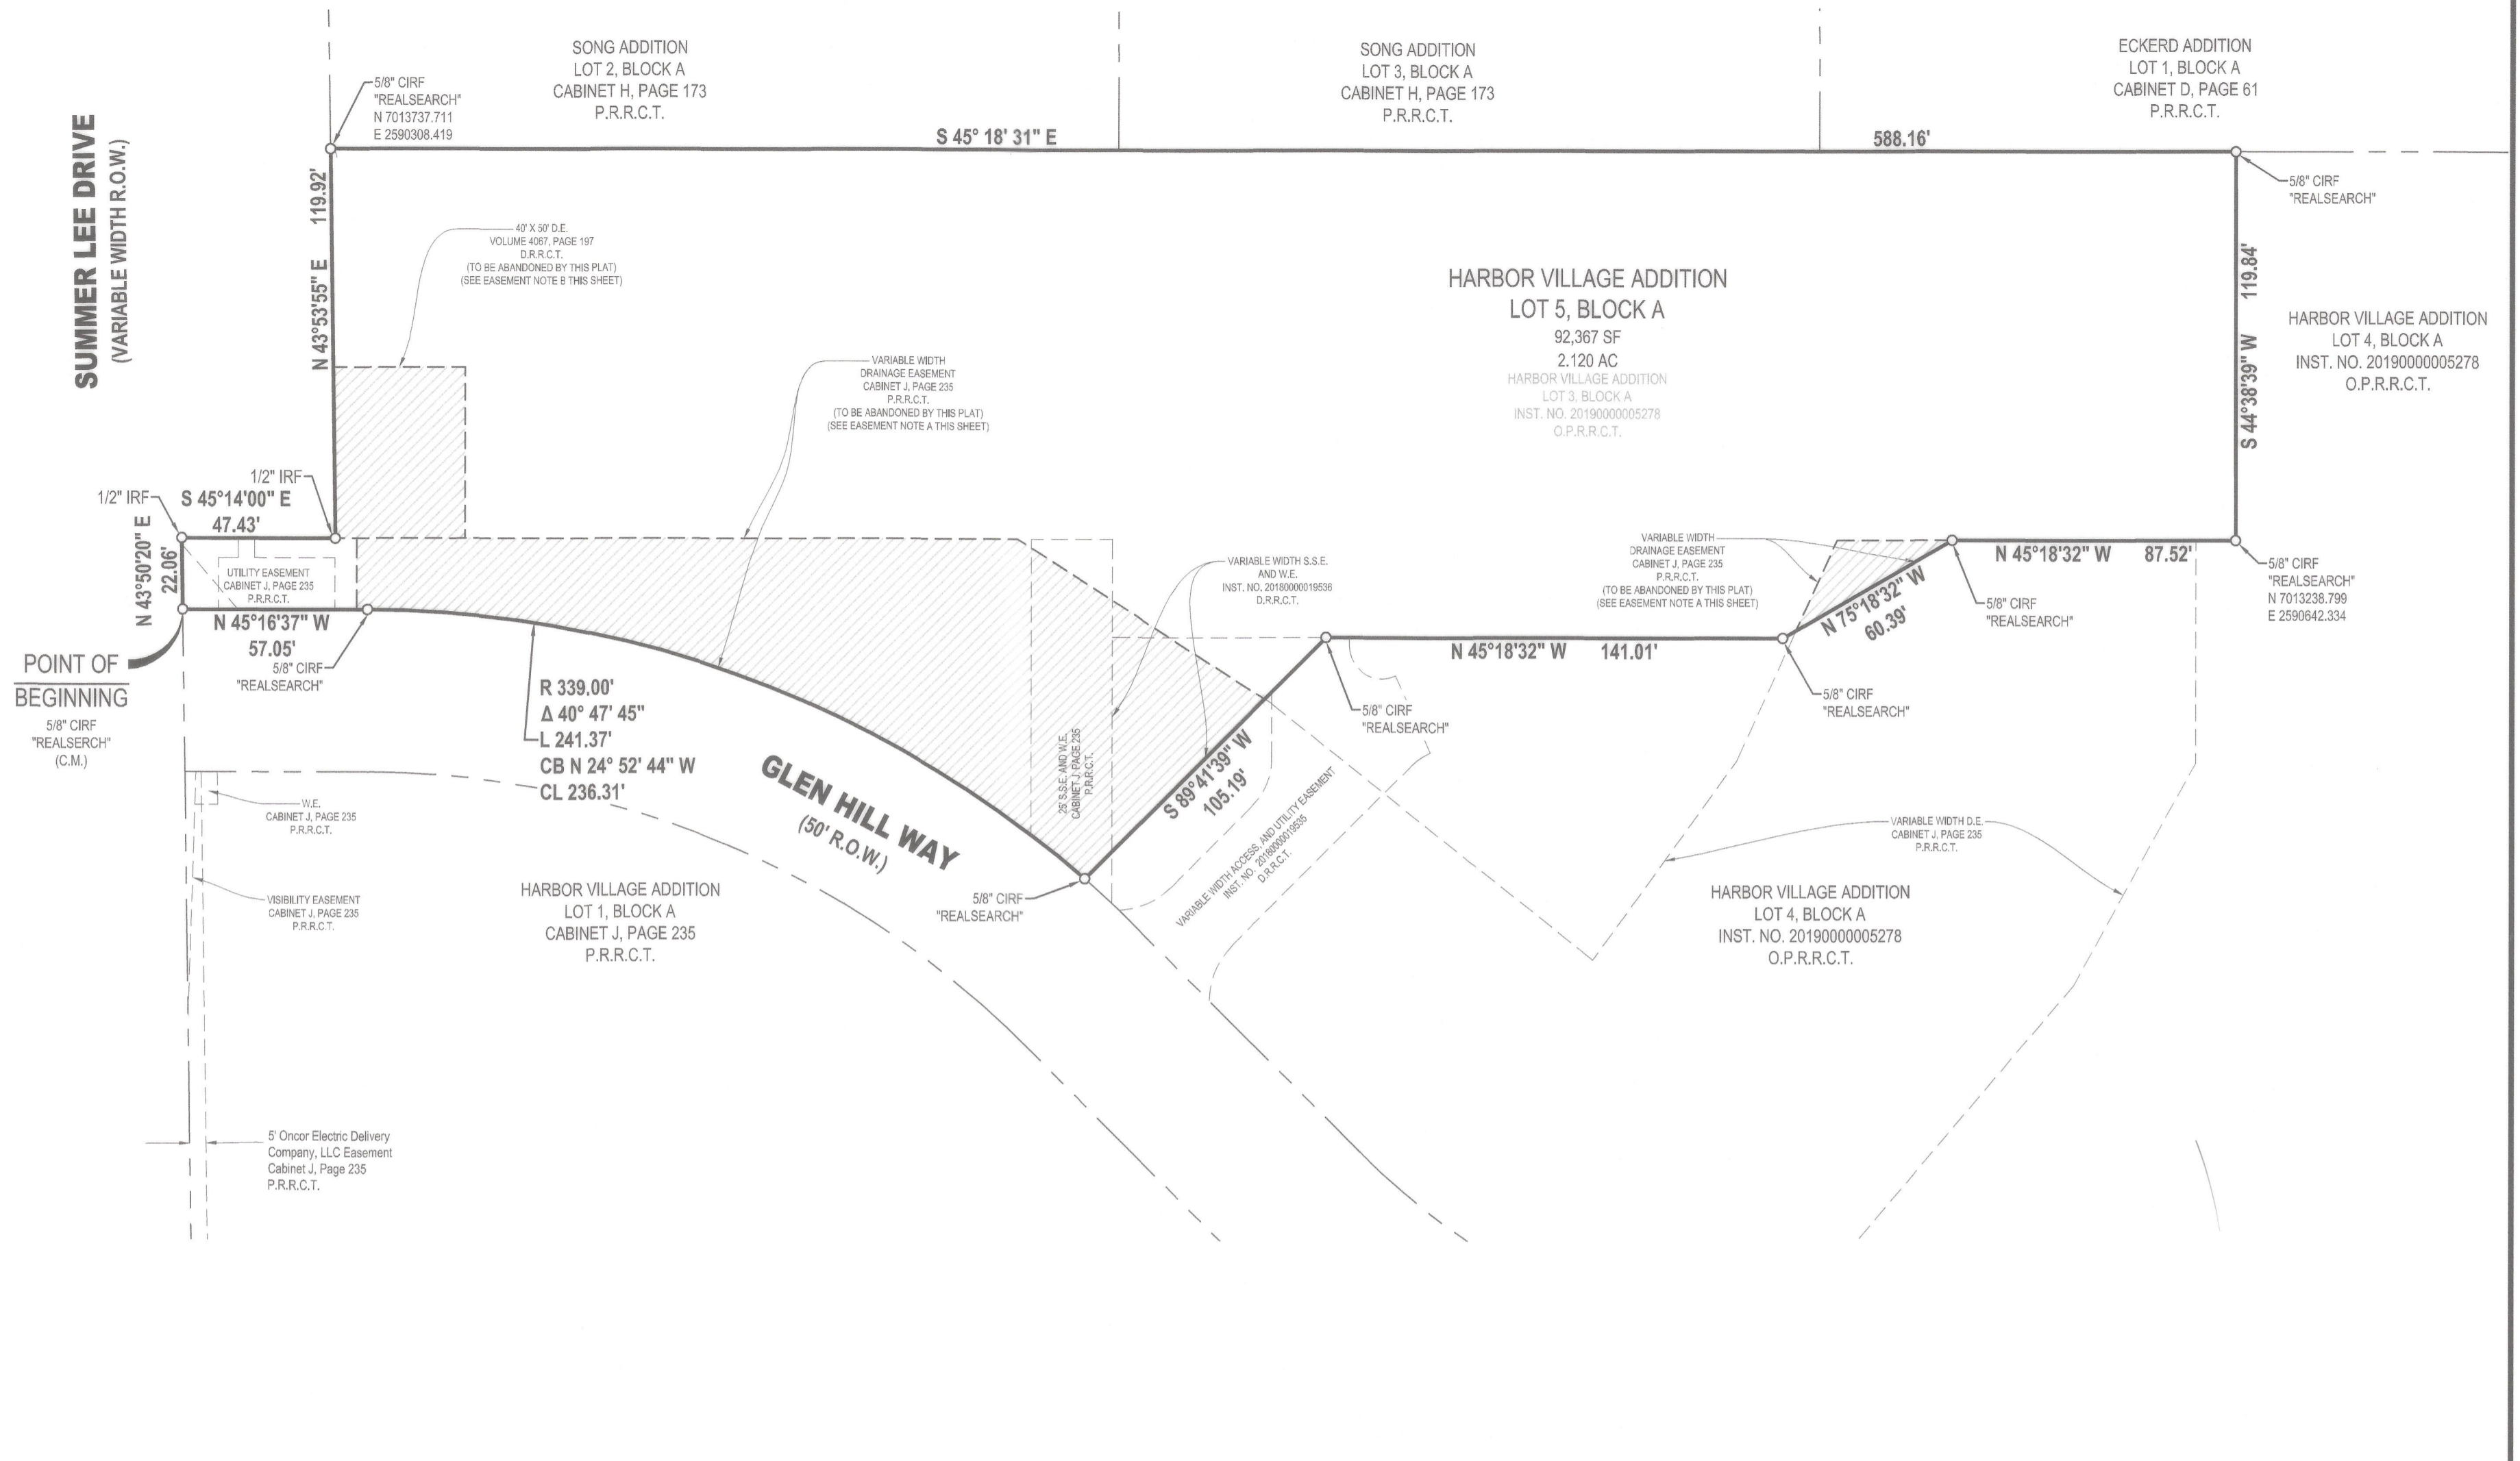 SONG ADDITION
LOT 2, BLOCK A
CABINET H, PAGE 173
P.R.R.C.T.
SONG ADDITION
LOT 3, BLOCK A
CABINET H, PAGE 173
P.R.R.C.T.
ECKERD ADDITION
LOT 1, BLOCK A
CABINET D, PAGE 61
P.R.R.C.T.
5/8" CIRF
"REALSEARCH"
N 7013737.711
E 2590308.419
SUMMER LEE DRIVE
(VARIABLE WIDTH R.O.W.)
S 45° 18' 31" E
588.16'
5/8" CIRF
"REALSEARCH"
N 43°53'55" E 119.92'
40' X 50' D.E.
VOLUME 4067, PAGE 197
D.R.R.C.T.
(TO BE ABANDONED BY THIS PLAT)
(SEE EASEMENT NOTE B THIS SHEET)
HARBOR VILLAGE ADDITION
LOT 5, BLOCK A
92,367 SF
2.120 AC
HARBOR VILLAGE ADDITION
LOT 3, BLOCK A
INST. NO. 20190000005278
O.P.R.R.C.T.
S 44°38'39" W 119.84'
HARBOR VILLAGE ADDITION
LOT 4, BLOCK A
INST. NO. 20190000005278
O.P.R.R.C.T.
VARIABLE WIDTH
DRAINAGE EASEMENT
CABINET J, PAGE 235
P.R.R.C.T.
(TO BE ABANDONED BY THIS PLAT)
(SEE EASEMENT NOTE A THIS SHEET)
1/2" IRF
1/2" IRF
S 45°14'00" E
47.43'
N 43°50'20" E
22.06'
UTILITY EASEMENT
CABINET J, PAGE 235
P.R.R.C.T.
N 45°16'37" W
57.05'
5/8" CIRF
"REALSEARCH"
POINT OF
BEGINNING
5/8" CIRF
"REALSERCH"
(C.M.)
VARIABLE WIDTH S.S.E.
AND W.E.
INST. NO. 20180000019536
D.R.R.C.T.
VARIABLE WIDTH
DRAINAGE EASEMENT
CABINET J, PAGE 235
P.R.R.C.T.
(TO BE ABANDONED BY THIS PLAT)
(SEE EASEMENT NOTE A THIS SHEET)
N 45°18'32" W 87.52'
5/8" CIRF
"REALSEARCH"
N 7013238.799
E 2590642.334
5/8" CIRF
"REALSEARCH"
N 75°18'32" W
60.39'
N 45°18'32" W 141.01'
5/8" CIRF
"REALSEARCH"
5/8" CIRF
"REALSEARCH"
R 339.00'
Δ 40° 47' 45"
L 241.37'
CB N 24° 52' 44" W
CL 236.31'
25' S.S.E. AND W.E.
CABINET J, PAGE 235
P.R.R.C.T.
S 89°41'39" W
105.19'
GLEN HILL WAY
(50' R.O.W.)
VARIABLE WIDTH ACCESS, AND UTILITY EASEMENT
INST. NO. 20180000019535
D.R.R.C.T.
W.E.
CABINET J, PAGE 235
P.R.R.C.T.
VARIABLE WIDTH D.E.
CABINET J, PAGE 235
P.R.R.C.T.
VISIBILITY EASEMENT
CABINET J, PAGE 235
P.R.R.C.T.
HARBOR VILLAGE ADDITION
LOT 1, BLOCK A
CABINET J, PAGE 235
P.R.R.C.T.
5/8" CIRF
"REALSEARCH"
HARBOR VILLAGE ADDITION
LOT 4, BLOCK A
INST. NO. 20190000005278
O.P.R.R.C.T.
5' Oncor Electric Delivery
Company, LLC Easement
Cabinet J, Page 235
P.R.R.C.T.